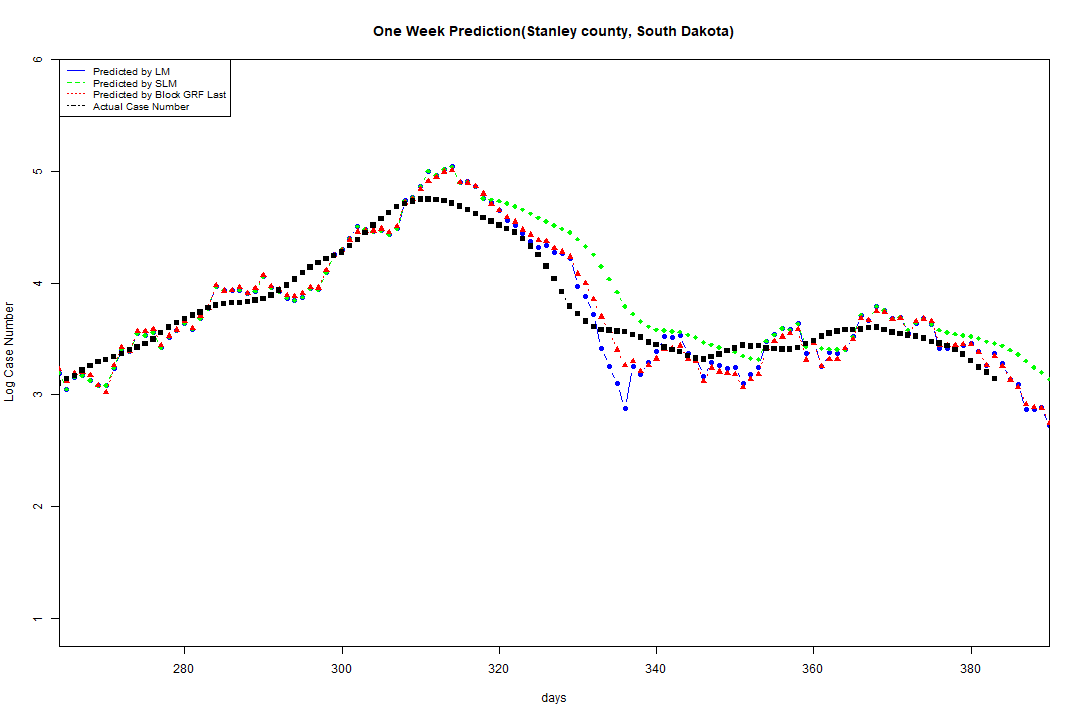 One Week Prediction(Stanley county, South Dakota)
Predicted by LM
Predicted by SLM
Predicted by Block GRF Last
Actual Case Number
6
5
4
3
2
1
Log Case Number
280 300 320 340 360 380
days